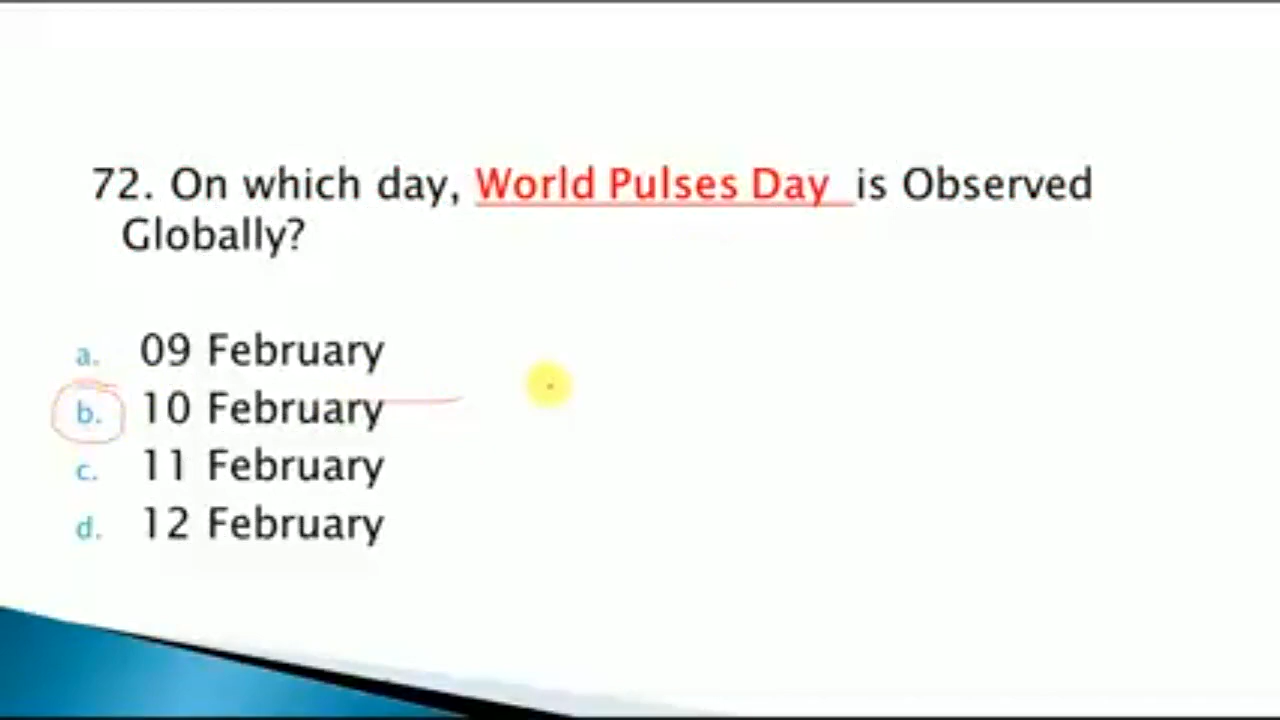 72. On which day, World Pulses Day is Observed
Globally?
a. 09 February
b. 10 February
c. 11 February
d. 12 February